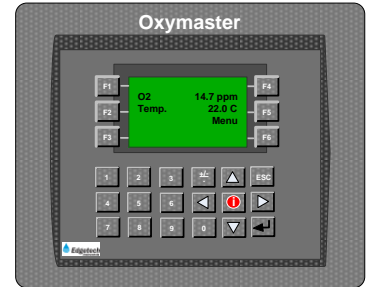 Oxymaster
F1 F4
O2 14.7 ppm
F2 Temp. 22.0 C F5
Menu
F3 F6
1 2 3 +/- ESC
4 5 6 i
7 8 9 0
Edgetech